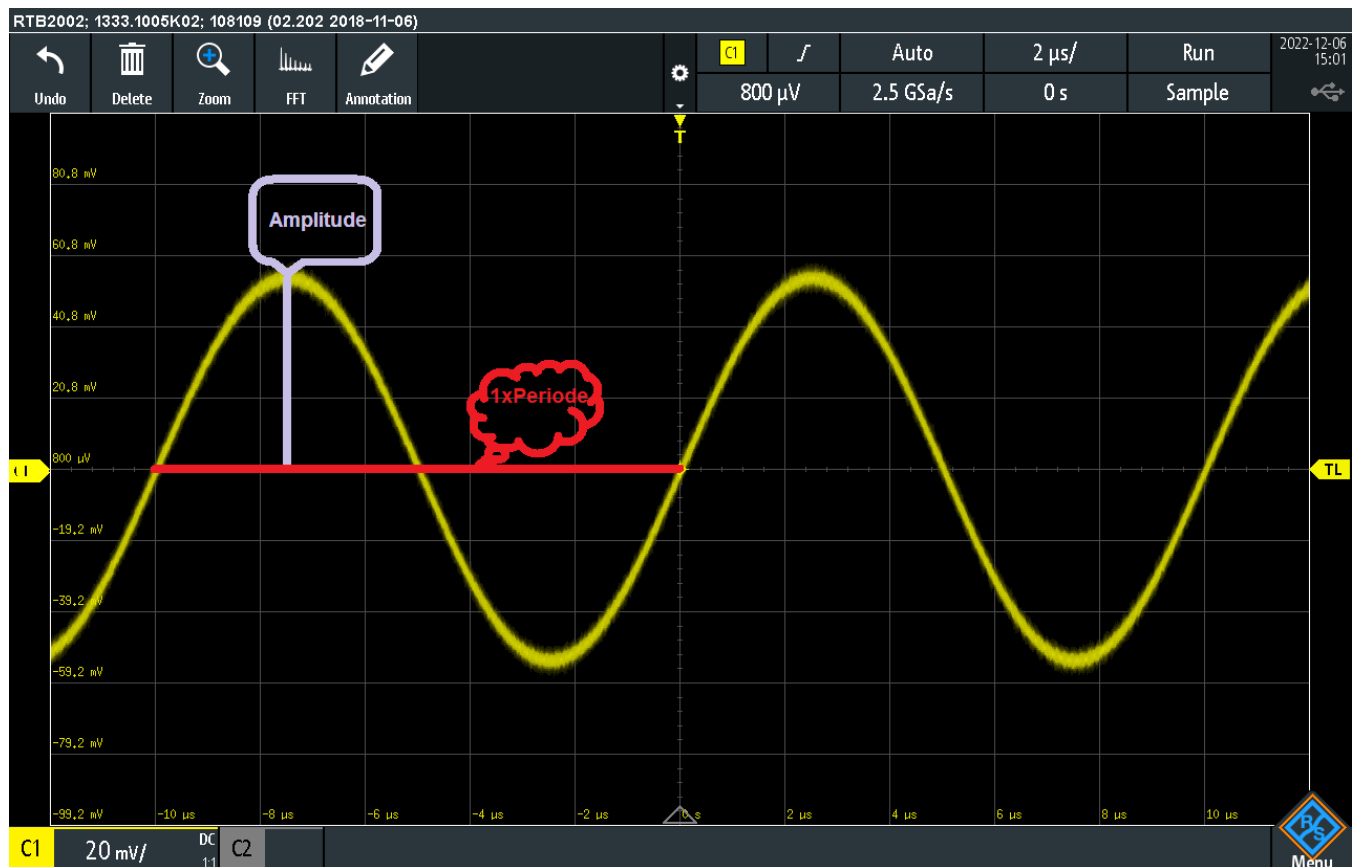 RTB2002; 1333.1005K02; 108109 (02.202 2018-11-06)
Undo
Delete
Zoom
FFT
Annotation
C1
Auto
2 µs/
Run
2022-12-06
15:01
800 µV
2.5 GSa/s
0 s
Sample
T
80.8 mV
Amplitude
60.8 mV
40.8 mV
20.8 mV
1xPeriode
800 µV
TL
-19.2 mV
-39.2 mV
-59.2 mV
-79.2 mV
-99.2 mV
-10 µs
-8 µs
-6 µs
-4 µs
-2 µs
0 s
2 µs
4 µs
6 µs
8 µs
10 µs
C1
20 mV/
DC
1:1
C2
R/S
Menu